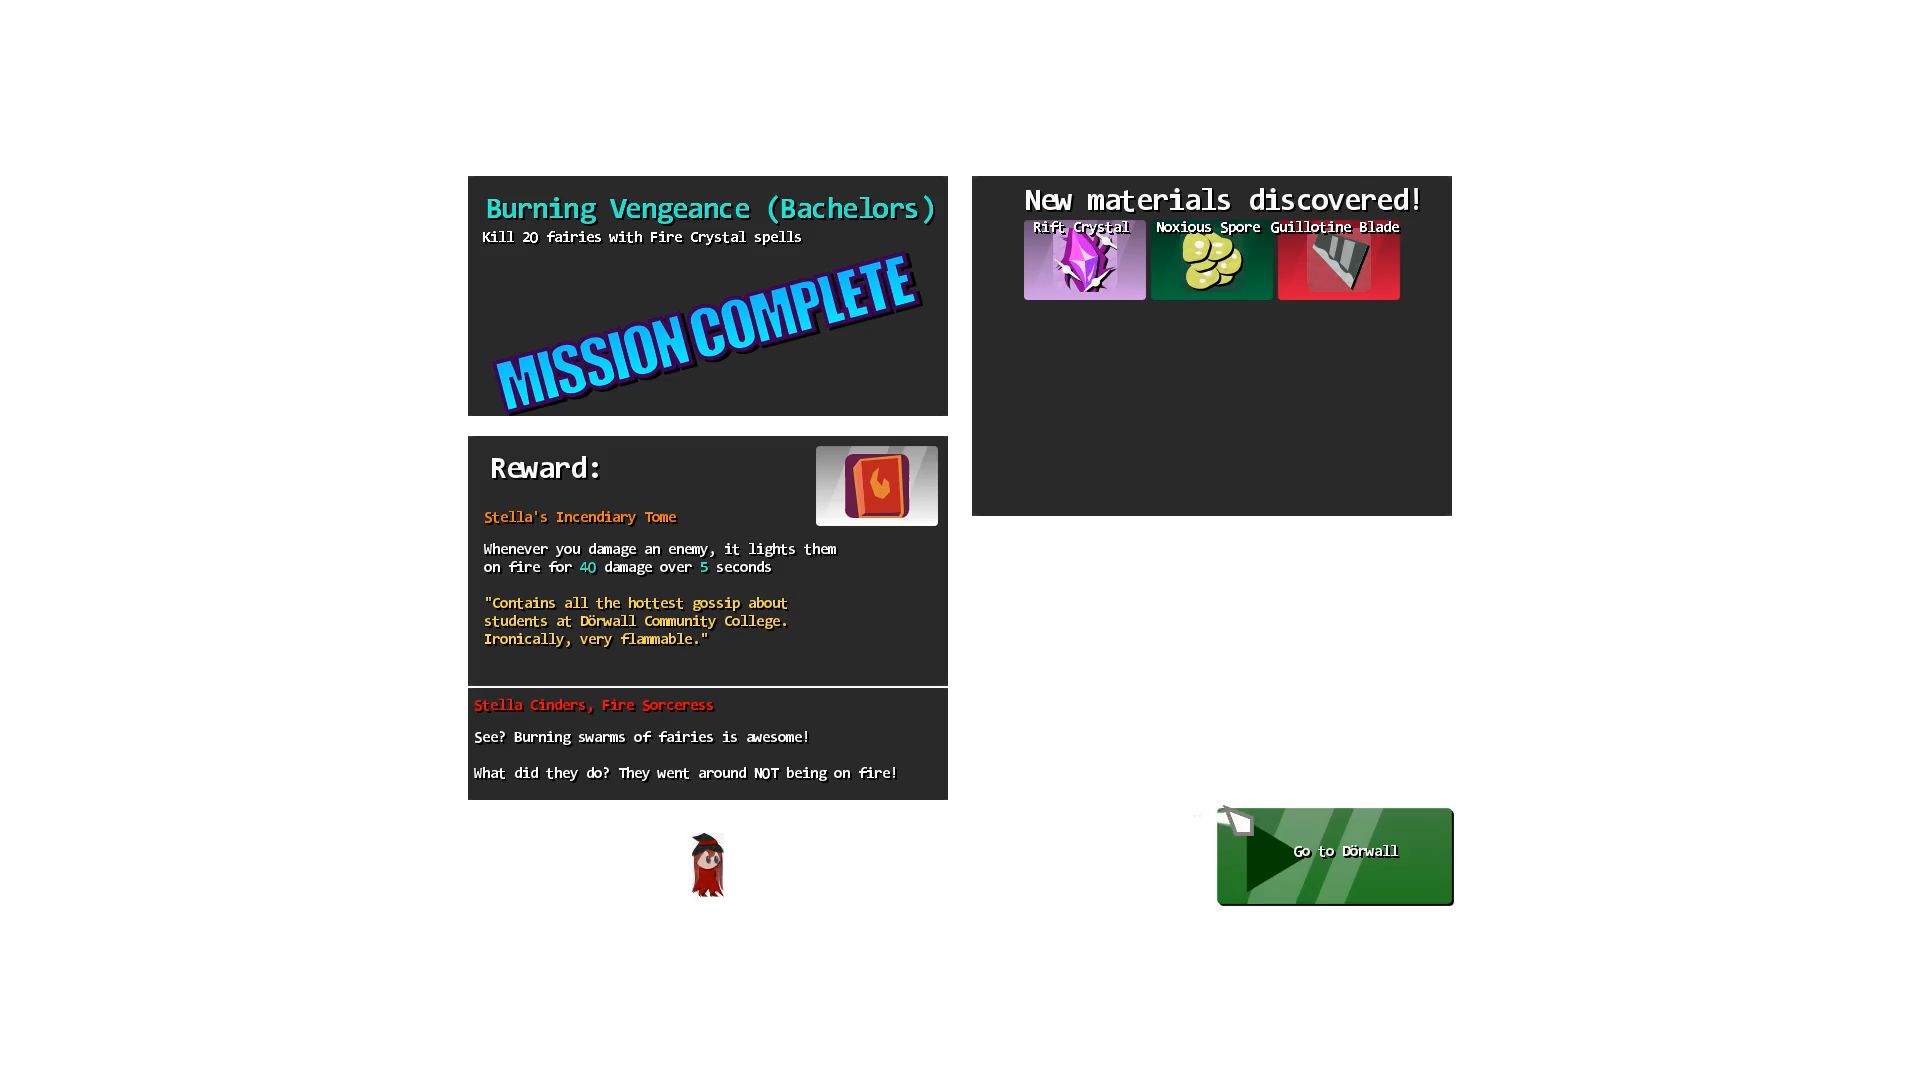 Burning Vengeance (Bachelors)
Kill 20 fairies with Fire Crystal spells
MISSION COMPLETE
Reward:
Stella's Incendiary Tome
Whenever you damage an enemy, it lights them
on fire for 40 damage over 5 seconds
"Contains all the hottest gossip about
students at Dörwall Community College.
Ironically, very flammable."
Stella Cinders, Fire Sorceress
See? Burning swarms of fairies is awesome!
What did they do? They went around NOT being on fire!
New materials discovered!
Rift Crystal
Noxious Spore
Guillotine Blade
Go to Dörwall